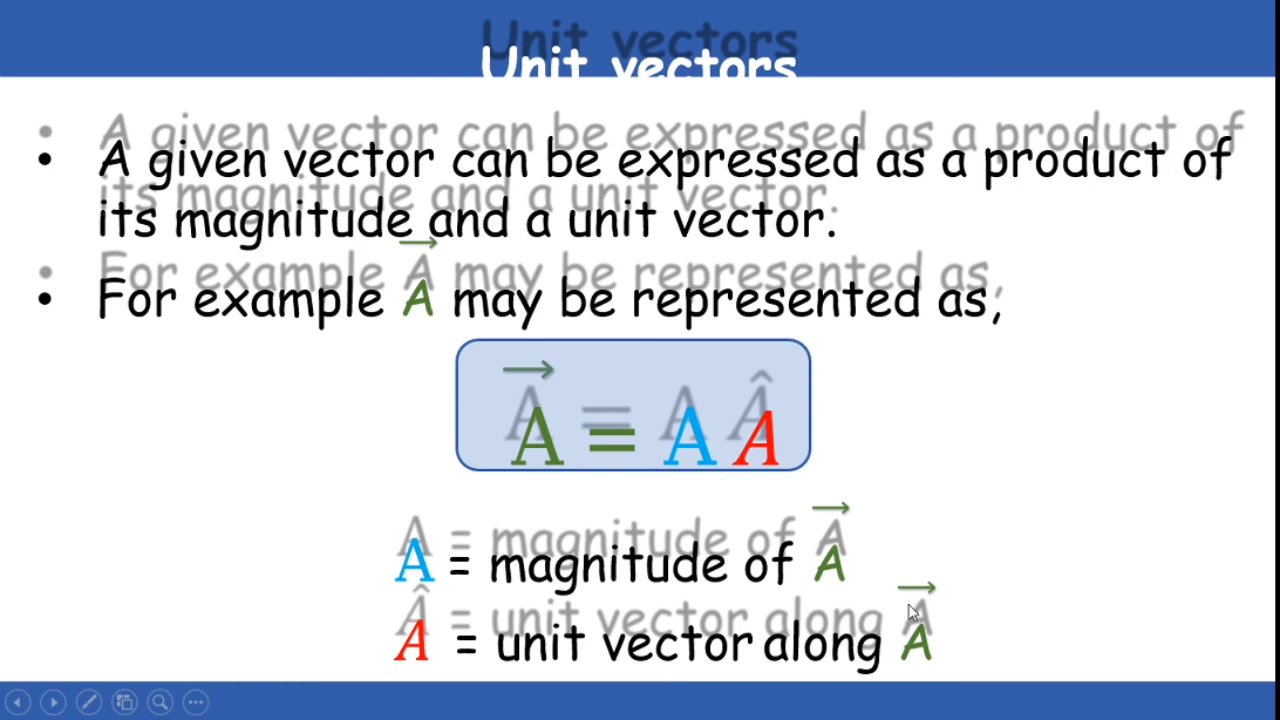 Unit vectors
• A given vector can be expressed as a product of
its magnitude and a unit vector.
• For example A⃗ may be represented as,
A⃗ = A Â
A = magnitude of A⃗
 = unit vector along A⃗